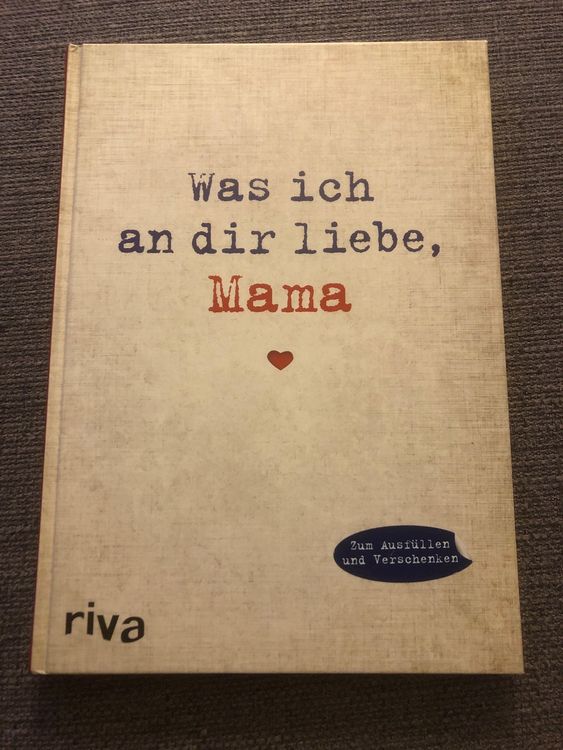 Was ich
an dir liebe,
Mama
Zum Ausfüllen
und Verschenken
riva